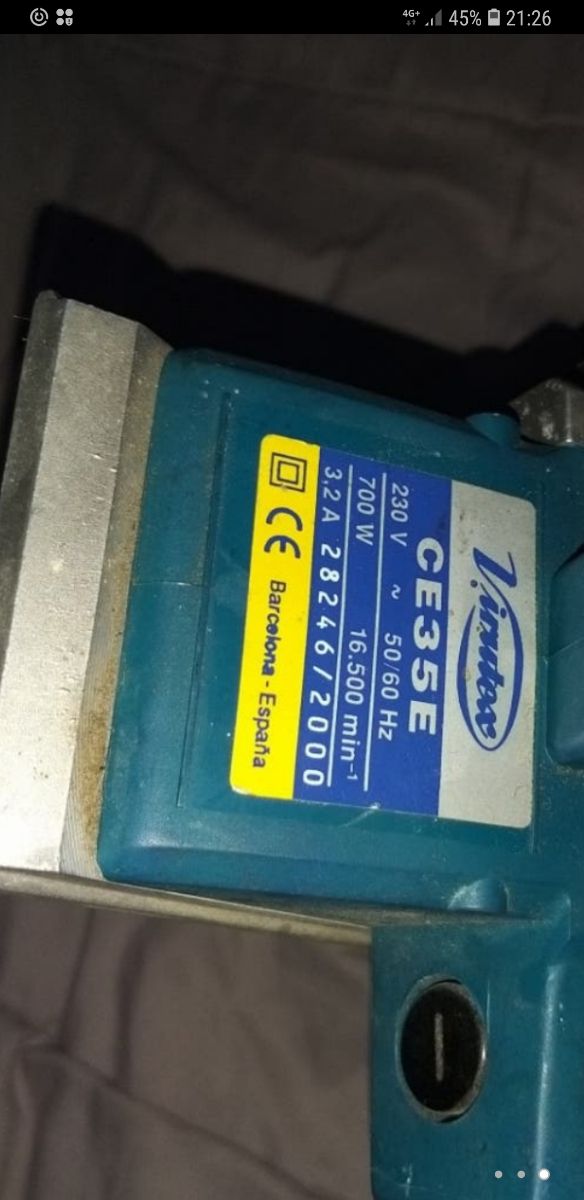 4G+ 45% 21:26
Virutex
CE35E
230 V ~ 50/60 Hz
700 W 16.500 min-1
3,2 A 28246/2000
CE Barcelona - España